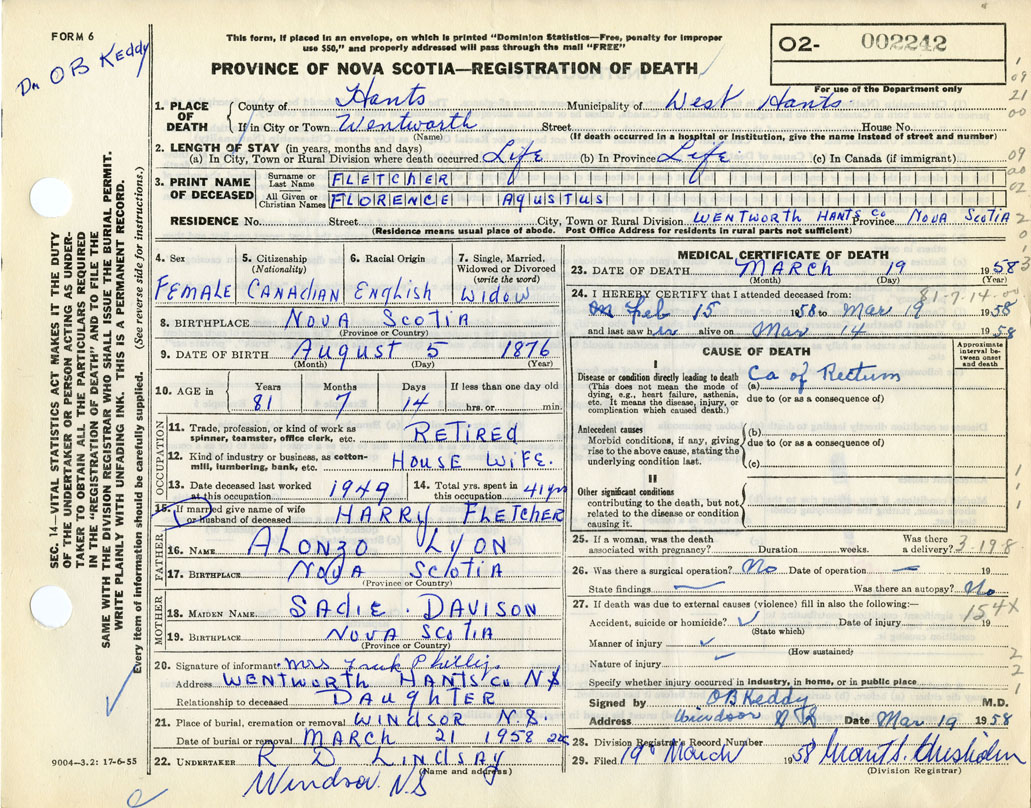 FORM 6
Dr OB Keddy
This form, if placed in an envelope, on which is printed "Dominion Statistics—Free, penalty for improper
use $50," and properly addressed will pass through the mail "FREE"
PROVINCE OF NOVA SCOTIA—REGISTRATION OF DEATH
O2- 002242
For use of the Department only
1. PLACE OF DEATH County of Hants Municipality of West Hants
If in City or Town Wentworth Street House No.
(Name) (If death occurred in a hospital or Institution, give the name instead of street and number)
2. LENGTH OF STAY (in years, months and days)
(a) In City, Town or Rural Division where death occurred Life (b) In Province Life (c) In Canada (if immigrant)
3. PRINT NAME OF DECEASED Surname or Last Name FLETCHER
All Given or Christian Names FLORENCE AGUSTUS
RESIDENCE No. Street City, Town or Rural Division WENTWORTH HANTS Co Province NOVA SCOTIA
(Residence means usual place of abode. Post Office Address for residents in rural parts not sufficient)
4. Sex FEMALE
5. Citizenship (Nationality) CANADIAN
6. Racial Origin ENGLISH
7. Single, Married, Widowed or Divorced (write the word) WIDOW
8. BIRTHPLACE NOVA SCOTIA
(Province or Country)
9. DATE OF BIRTH AUGUST 5 1876
(Month) (Day) (Year)
10. AGE in Years 81 Months 7 Days 14 If less than one day old hrs. or min.
OCCUPATION
11. Trade, profession, or kind of work as spinner, teamster, office clerk, etc. RETIRED
12. Kind of industry or business, as cotton-mill, lumbering, bank, etc. HOUSE WIFE.
13. Date deceased last worked at this occupation 1949 14. Total yrs. spent in this occupation 41 yrs
15. If married give name of wife or husband of deceased HARRY FLETCHER
FATHER
16. NAME ALONZO LYON
17. BIRTHPLACE NOVA SCOTIA
(Province or Country)
MOTHER
18. MAIDEN NAME SADIE. DAVISON
19. BIRTHPLACE NOVA SCOTIA
(Province or Country)
20. Signature of informant Mrs Frank Phillips
Address WENTWORTH HANTS Co N.S
Relationship to deceased DAUGHTER
21. Place of burial, cremation or removal WINDSOR N.S.
Date of burial or removal MARCH 21 1958
22. UNDERTAKER R D LINDSAY
(Name and address)
Windsor N.S
9004—3.2: 17-6-55
SEC. 14—VITAL STATISTICS ACT MAKES IT THE DUTY
OF THE UNDERTAKER OR PERSON ACTING AS UNDER-
TAKER TO OBTAIN ALL THE PARTICULARS REQUIRED
IN THE "REGISTRATION OF DEATH" AND TO FILE THE
SAME WITH THE DIVISION REGISTRAR WHO SHALL ISSUE THE BURIAL PERMIT.
WRITE PLAINLY WITH UNFADING INK. THIS IS A PERMANENT RECORD.
Every item of information should be carefully supplied. (See reverse side for instructions.)
MEDICAL CERTIFICATE OF DEATH
23. DATE OF DEATH MARCH 19 1958
(Month) (Day) (Year)
24. I HEREBY CERTIFY that I attended deceased from: 81-7-14
Feb 15 1958 to Mar 19 1958
and last saw her alive on Mar 14 1958
CAUSE OF DEATH
Approximate interval between onset and death
I
Disease or condition directly leading to death (a) Ca of Rectum
(This does not mean the mode of dying, e.g., heart failure, asthenia, etc. It means the disease, injury, or complication which caused death.)
due to (or as a consequence of)
Antecedent causes (b)
Morbid conditions, if any, giving rise to the above cause, stating the underlying condition last.
due to (or as a consequence of)
(c)
II
Other significant conditions
contributing to the death, but not related to the disease or condition causing it.
25. If a woman, was the death associated with pregnancy? Duration weeks. Was there a delivery? 3-19-8
26. Was there a surgical operation? No Date of operation —
State findings — Was there an autopsy? No
27. If death was due to external causes (violence) fill in also the following:— 154X
Accident, suicide or homicide? Date of injury 19
(State which)
Manner of injury
(How sustained)
Nature of injury
Specify whether injury occurred in industry, in home, or in public place
Signed by OB Keddy M.D.
Address Windsor N S Date Mar 19 1958
28. Division Registrar's Record Number
29. Filed 19 March 1958 Grant S. Chisholm
(Division Registrar)